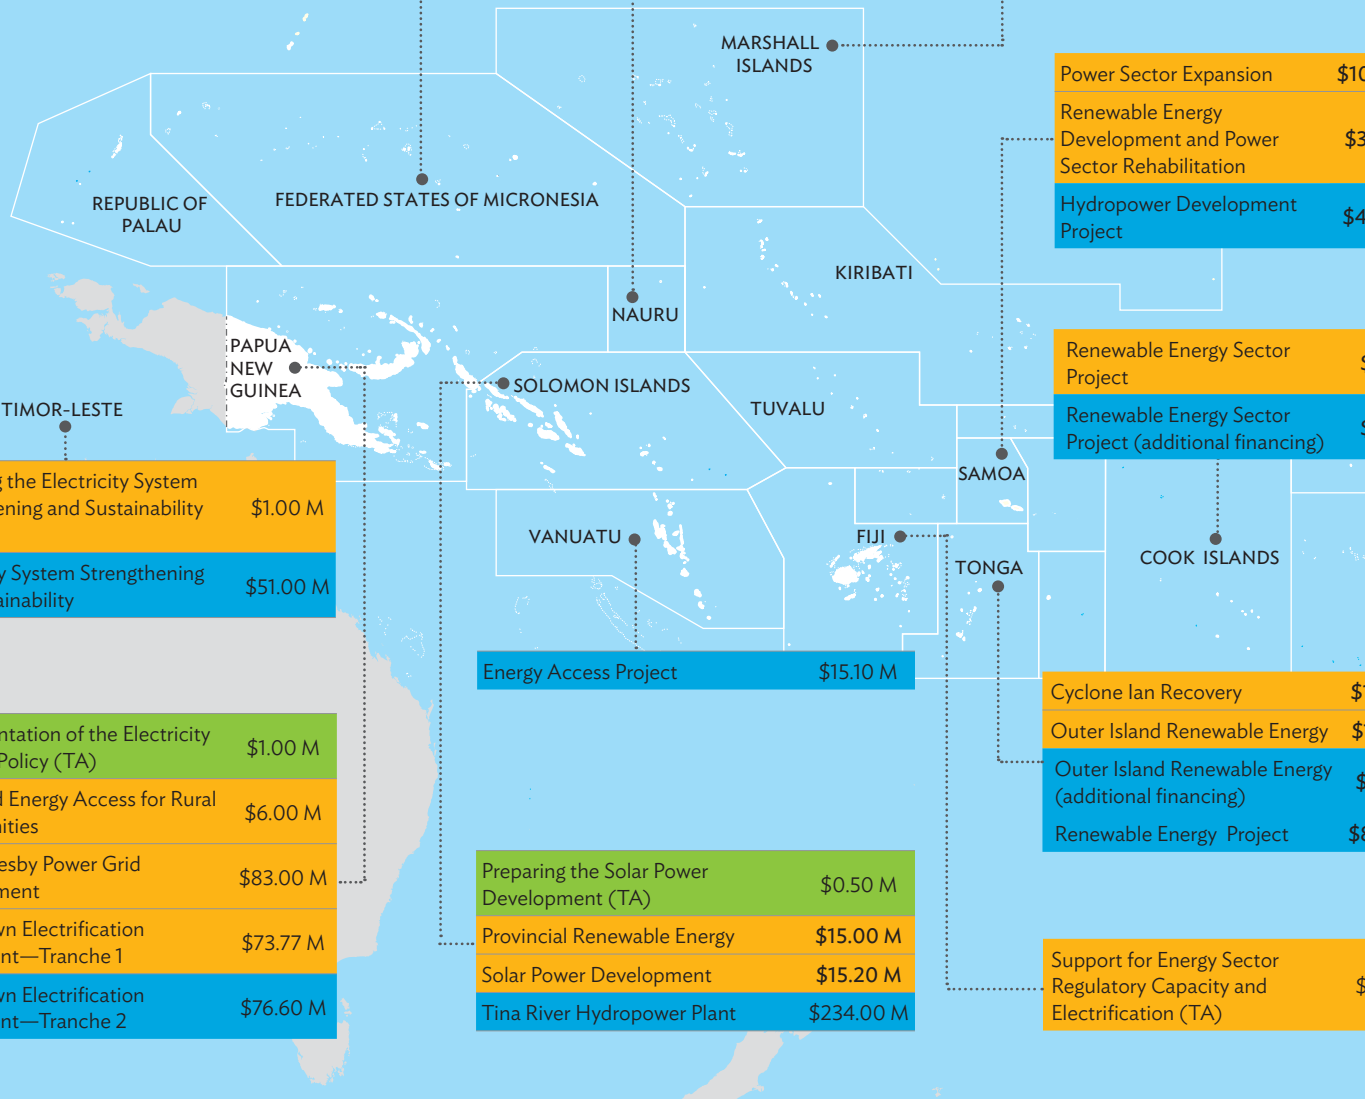 MARSHALL
ISLANDS
Power Sector Expansion $10
Renewable Energy
Development and Power $3
Sector Rehabilitation
Hydropower Development
Project $4
REPUBLIC OF
PALAU
FEDERATED STATES OF MICRONESIA
KIRIBATI
NAURU
PAPUA
NEW
GUINEA
SOLOMON ISLANDS
TUVALU
Renewable Energy Sector
Project $
Renewable Energy Sector
Project (additional financing) $
TIMOR-LESTE
SAMOA
the Electricity System
ening and Sustainability $1.00 M
y System Strengthening
ainability $51.00 M
VANUATU
FIJI
TONGA
COOK ISLANDS
Energy Access Project $15.10 M
Cyclone Ian Recovery $1
Outer Island Renewable Energy $1
Outer Island Renewable Energy
(additional financing) $
Renewable Energy Project $8
ntation of the Electricity
Policy (TA) $1.00 M
Energy Access for Rural
nities $6.00 M
esby Power Grid
ment $83.00 M
wn Electrification
nt—Tranche 1 $73.77 M
wn Electrification
nt—Tranche 2 $76.60 M
Preparing the Solar Power
Development (TA) $0.50 M
Provincial Renewable Energy $15.00 M
Solar Power Development $15.20 M
Tina River Hydropower Plant $234.00 M
Support for Energy Sector
Regulatory Capacity and $
Electrification (TA)